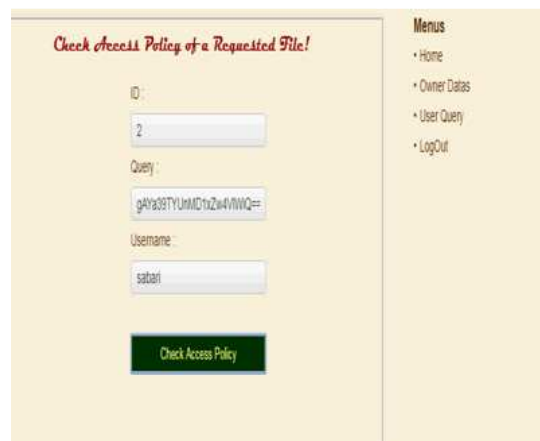 Check Access Policy of a Requested File!
ID :
2
Query :
Username :
sabari
Check Access Policy
Menus
• Home
• Owner Datas
• User Query
• LogOut